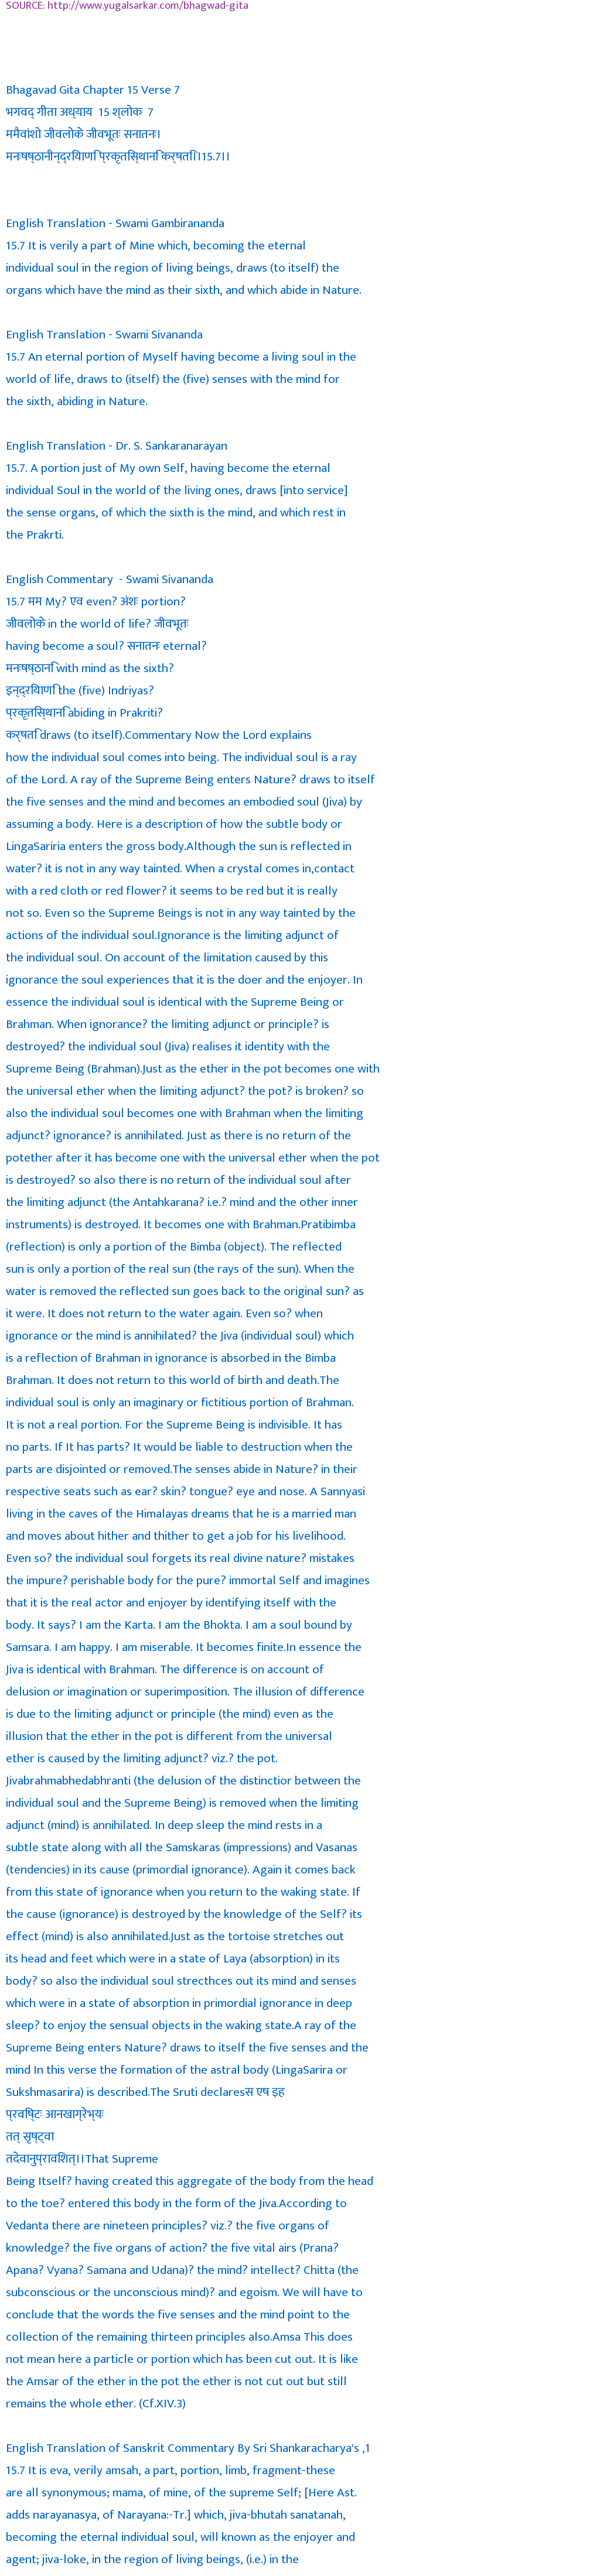 SOURCE: http://www.yugalsarkar.com/bhagwad-gita
Bhagavad Gita Chapter 15 Verse 7
भगवद् गीता अध्याय 15 श्लोक 7
ममैवांशो जीवलोके जीवभूतः सनातनः।
मनःषष्ठानीन्द्रियाणि प्रकृतिस्थानि कर्षति।।15.7।।
English Translation - Swami Gambirananda
15.7 It is verily a part of Mine which, becoming the eternal
individual soul in the region of living beings, draws (to itself) the
organs which have the mind as their sixth, and which abide in Nature.
English Translation - Swami Sivananda
15.7 An eternal portion of Myself having become a living soul in the
world of life, draws to (itself) the (five) senses with the mind for
the sixth, abiding in Nature.
English Translation - Dr. S. Sankaranarayan
15.7. A portion just of My own Self, having become the eternal
individual Soul in the world of the living ones, draws [into service]
the sense organs, of which the sixth is the mind, and which rest in
the Prakrti.
English Commentary - Swami Sivananda
15.7 मम My? एव even? अंशः portion?
जीवलोके in the world of life? जीवभूतः
having become a soul? सनातनः eternal?
मनःषष्ठानि with mind as the sixth?
इन्द्रियाणि the (five) Indriyas?
प्रकृतिस्थानि abiding in Prakriti?
कर्षति draws (to itself).Commentary Now the Lord explains
how the individual soul comes into being. The individual soul is a ray
of the Lord. A ray of the Supreme Being enters Nature? draws to itself
the five senses and the mind and becomes an embodied soul (Jiva) by
assuming a body. Here is a description of how the subtle body or
LingaSariria enters the gross body.Although the sun is reflected in
water? it is not in any way tainted. When a crystal comes in,contact
with a red cloth or red flower? it seems to be red but it is really
not so. Even so the Supreme Beings is not in any way tainted by the
actions of the individual soul.Ignorance is the limiting adjunct of
the individual soul. On account of the limitation caused by this
ignorance the soul experiences that it is the doer and the enjoyer. In
essence the individual soul is identical with the Supreme Being or
Brahman. When ignorance? the limiting adjunct or principle? is
destroyed? the individual soul (Jiva) realises it identity with the
Supreme Being (Brahman).Just as the ether in the pot becomes one with
the universal ether when the limiting adjunct? the pot? is broken? so
also the individual soul becomes one with Brahman when the limiting
adjunct? ignorance? is annihilated. Just as there is no return of the
potether after it has become one with the universal ether when the pot
is destroyed? so also there is no return of the individual soul after
the limiting adjunct (the Antahkarana? i.e.? mind and the other inner
instruments) is destroyed. It becomes one with Brahman.Pratibimba
(reflection) is only a portion of the Bimba (object). The reflected
sun is only a portion of the real sun (the rays of the sun). When the
water is removed the reflected sun goes back to the original sun? as
it were. It does not return to the water again. Even so? when
ignorance or the mind is annihilated? the Jiva (individual soul) which
is a reflection of Brahman in ignorance is absorbed in the Bimba
Brahman. It does not return to this world of birth and death.The
individual soul is only an imaginary or fictitious portion of Brahman.
It is not a real portion. For the Supreme Being is indivisible. It has
no parts. If It has parts? It would be liable to destruction when the
parts are disjointed or removed.The senses abide in Nature? in their
respective seats such as ear? skin? tongue? eye and nose. A Sannyasi
living in the caves of the Himalayas dreams that he is a married man
and moves about hither and thither to get a job for his livelihood.
Even so? the individual soul forgets its real divine nature? mistakes
the impure? perishable body for the pure? immortal Self and imagines
that it is the real actor and enjoyer by identifying itself with the
body. It says? I am the Karta. I am the Bhokta. I am a soul bound by
Samsara. I am happy. I am miserable. It becomes finite.In essence the
Jiva is identical with Brahman. The difference is on account of
delusion or imagination or superimposition. The illusion of difference
is due to the limiting adjunct or principle (the mind) even as the
illusion that the ether in the pot is different from the universal
ether is caused by the limiting adjunct? viz.? the pot.
Jivabrahmabhedabhranti (the delusion of the distinctior between the
individual soul and the Supreme Being) is removed when the limiting
adjunct (mind) is annihilated. In deep sleep the mind rests in a
subtle state along with all the Samskaras (impressions) and Vasanas
(tendencies) in its cause (primordial ignorance). Again it comes back
from this state of ignorance when you return to the waking state. If
the cause (ignorance) is destroyed by the knowledge of the Self? its
effect (mind) is also annihilated.Just as the tortoise stretches out
its head and feet which were in a state of Laya (absorption) in its
body? so also the individual soul strecthces out its mind and senses
which were in a state of absorption in primordial ignorance in deep
sleep? to enjoy the sensual objects in the waking state.A ray of the
Supreme Being enters Nature? draws to itself the five senses and the
mind In this verse the formation of the astral body (LingaSarira or
Sukshmasarira) is described.The Sruti declaresस एष इह
प्रविष्टः आनखाग्रेभ्यः
तत् सृष्ट्वा
तदेवानुप्राविशत्।।That Supreme
Being Itself? having created this aggregate of the body from the head
to the toe? entered this body in the form of the Jiva.According to
Vedanta there are nineteen principles? viz.? the five organs of
knowledge? the five organs of action? the five vital airs (Prana?
Apana? Vyana? Samana and Udana)? the mind? intellect? Chitta (the
subconscious or the unconscious mind)? and egoism. We will have to
conclude that the words the five senses and the mind point to the
collection of the remaining thirteen principles also.Amsa This does
not mean here a particle or portion which has been cut out. It is like
the Amsar of the ether in the pot the ether is not cut out but still
remains the whole ether. (Cf.XIV.3)
English Translation of Sanskrit Commentary By Sri Shankaracharya's ,1
15.7 It is eva, verily amsah, a part, portion, limb, fragment-these
are all synonymous; mama, of mine, of the supreme Self; [Here Ast.
adds narayanasya, of Narayana:-Tr.] which, jiva-bhutah sanatanah,
becoming the eternal individual soul, will known as the enjoyer and
agent; jiva-loke, in the region of living beings, (i.e.) in the